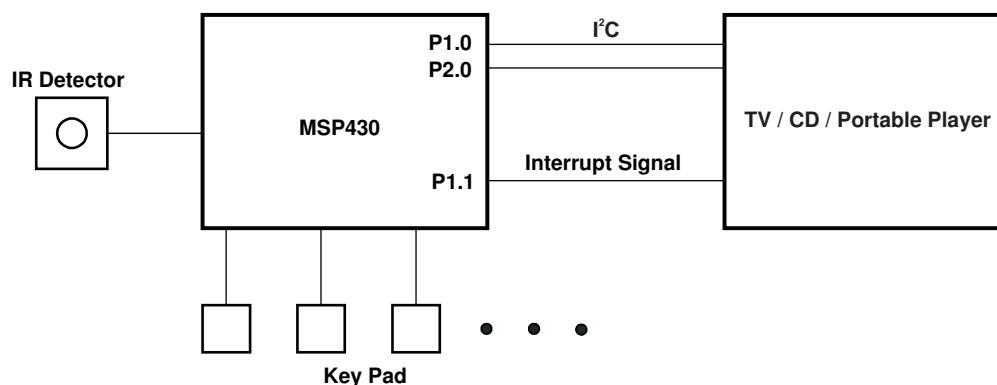 I²C
P1.0
P2.0
IR Detector
MSP430
TV / CD / Portable Player
Interrupt Signal
P1.1
Key Pad